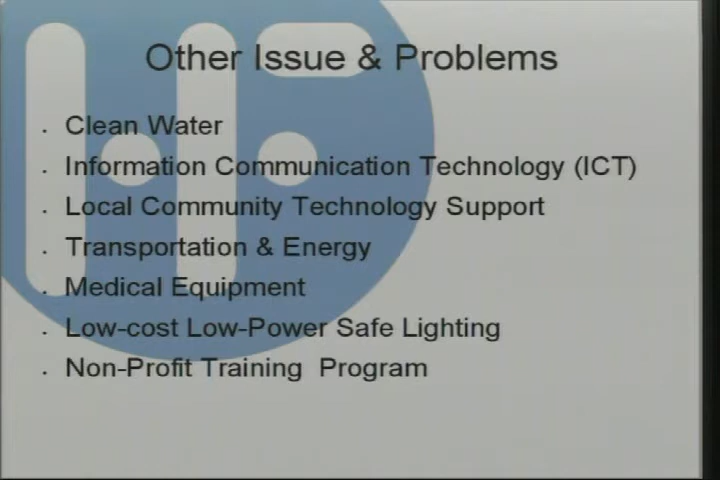 Other Issue & Problems
. Clean Water
. Information Communication Technology (ICT)
. Local Community Technology Support
. Transportation & Energy
. Medical Equipment
. Low-cost Low-Power Safe Lighting
. Non-Profit Training  Program